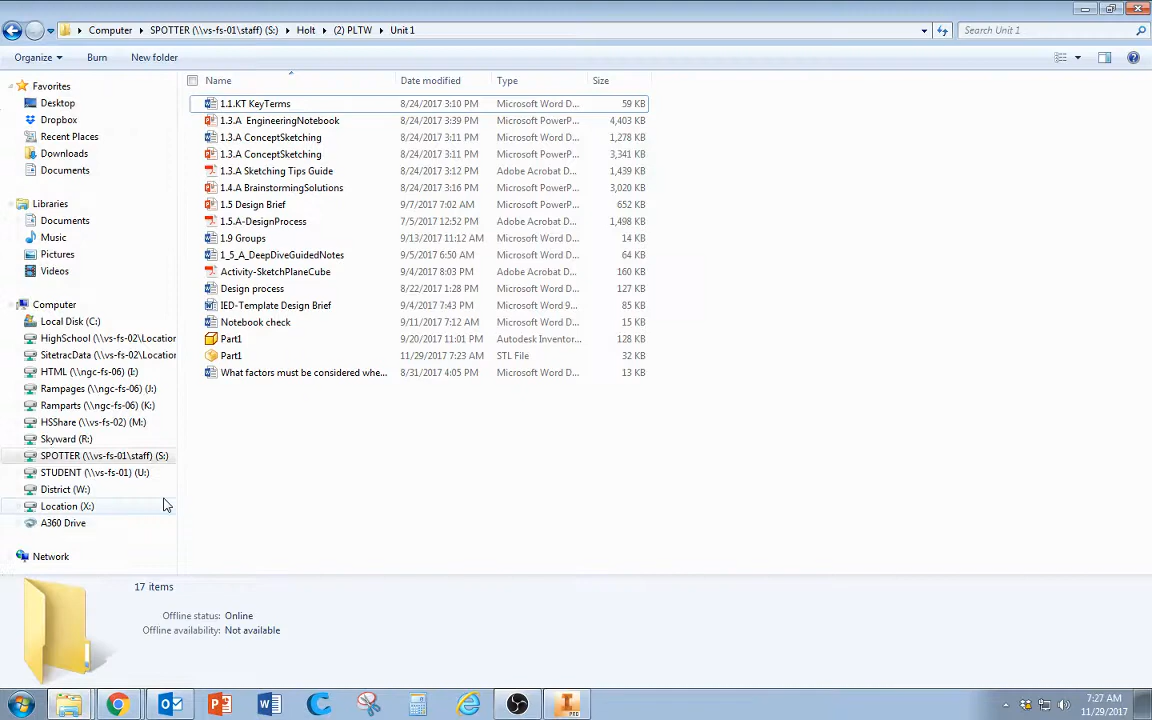 Computer SPOTTER (\\vs-fs-01\staff) (S:) Holt (2) PLTW Unit 1 Search Unit 1
Organize Burn New folder
Name Date modified Type Size
Favorites
Desktop
Dropbox
Recent Places
Downloads
Documents
Libraries
Documents
Music
Pictures
Videos
Computer
Local Disk (C:)
HighSchool (\\vs-fs-02\Location
SitetracData (\\vs-fs-02\Location
HTML (\\ngc-fs-06) (I:)
Rampages (\\ngc-fs-06) (J:)
Ramparts (\\ngc-fs-06) (K:)
HSShare (\\vs-fs-02) (M:)
Skyward (R:)
SPOTTER (\\vs-fs-01\staff) (S:)
STUDENT (\\vs-fs-01) (U:)
District (W:)
Location (X:)
A360 Drive
Network
1.1.KT KeyTerms 8/24/2017 3:10 PM Microsoft Word D... 59 KB
1.3.A EngineeringNotebook 8/24/2017 3:39 PM Microsoft PowerP... 4,403 KB
1.3.A ConceptSketching 8/24/2017 3:11 PM Microsoft Word D... 1,278 KB
1.3.A ConceptSketching 8/24/2017 3:11 PM Microsoft PowerP... 3,341 KB
1.3.A Sketching Tips Guide 8/24/2017 3:12 PM Adobe Acrobat D... 1,439 KB
1.4.A BrainstormingSolutions 8/24/2017 3:16 PM Microsoft PowerP... 3,020 KB
1.5 Design Brief 9/7/2017 7:02 AM Microsoft PowerP... 652 KB
1.5.A-DesignProcess 7/5/2017 12:52 PM Adobe Acrobat D... 1,498 KB
1.9 Groups 9/13/2017 11:12 AM Microsoft Word D... 14 KB
1_5_A_DeepDiveGuidedNotes 9/5/2017 6:50 AM Microsoft Word D... 64 KB
Activity-SketchPlaneCube 9/4/2017 8:03 PM Adobe Acrobat D... 160 KB
Design process 8/22/2017 1:28 PM Microsoft Word D... 127 KB
IED-Template Design Brief 9/4/2017 7:43 PM Microsoft Word 9... 85 KB
Notebook check 9/11/2017 7:12 AM Microsoft Word D... 15 KB
Part1 9/20/2017 11:01 AM Autodesk Inventor... 128 KB
Part1 11/29/2017 7:23 AM STL File 32 KB
What factors must be considered whe... 8/31/2017 4:05 PM Microsoft Word D... 13 KB
17 items
Offline status: Online
Offline availability: Not available
7:27 AM
11/29/2017